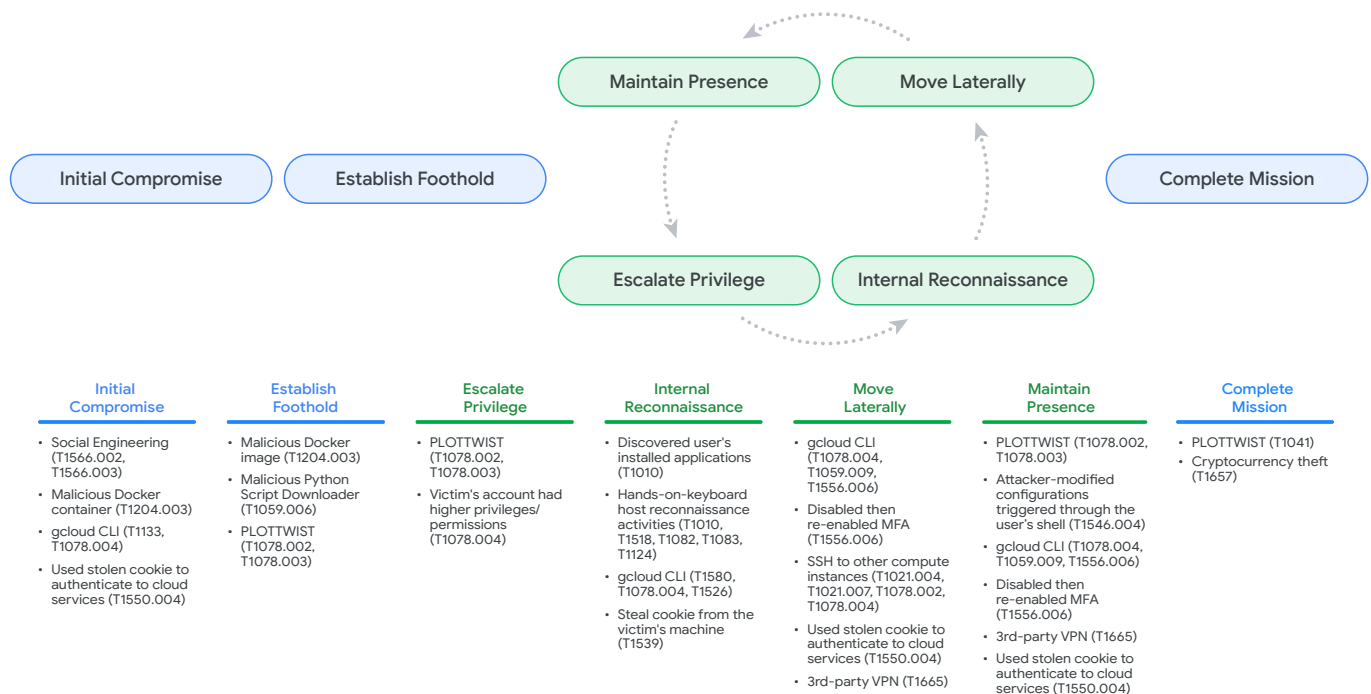 Maintain Presence
Move Laterally
Initial Compromise
Establish Foothold
Complete Mission
Escalate Privilege
Internal Reconnaissance
Initial
Compromise
• Social Engineering
(T1566.002,
T1566.003)
• Malicious Docker
container (T1204.003)
• gcloud CLI (T1133,
T1078.004)
• Used stolen cookie to
authenticate to cloud
services (T1550.004)
Establish
Foothold
• Malicious Docker
image (T1204.003)
• Malicious Python
Script Downloader
(T1059.006)
• PLOTTWIST
(T1078.002,
T1078.003)
Escalate
Privilege
• PLOTTWIST
(T1078.002,
T1078.003)
• Victim's account had
higher privileges/
permissions
(T1078.004)
Internal
Reconnaissance
• Discovered user's
installed applications
(T1010)
• Hands-on-keyboard
host reconnaissance
activities (T1010,
T1518, T1082, T1083,
T1124)
• gcloud CLI (T1580,
T1078.004, T1526)
• Steal cookie from the
victim's machine
(T1539)
Move
Laterally
• gcloud CLI
(T1078.004,
T1059.009,
T1556.006)
• Disabled then
re-enabled MFA
(T1556.006)
• SSH to other compute
instances (T1021.004,
T1021.007, T1078.002,
T1078.004)
• Used stolen cookie to
authenticate to cloud
services (T1550.004)
• 3rd-party VPN (T1665)
Maintain
Presence
• PLOTTWIST (T1078.002,
T1078.003)
• Attacker-modified
configurations
triggered through the
user's shell (T1546.004)
• gcloud CLI (T1078.004,
T1059.009, T1556.006)
• Disabled then
re-enabled MFA
(T1556.006)
• 3rd-party VPN (T1665)
• Used stolen cookie to
authenticate to cloud
services (T1550.004)
Complete
Mission
• PLOTTWIST (T1041)
• Cryptocurrency theft
(T1657)